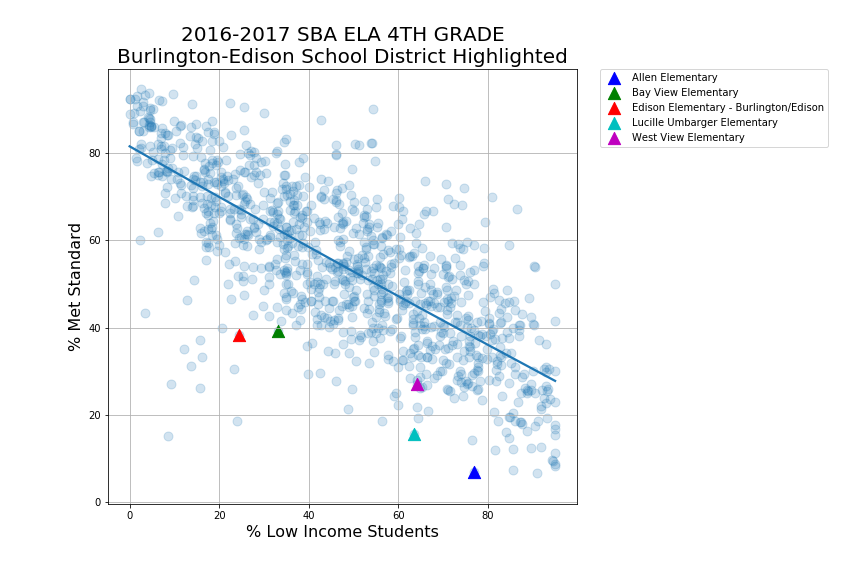 2016-2017 SBA ELA 4TH GRADE
Burlington-Edison School District Highlighted
Allen Elementary
Bay View Elementary
Edison Elementary - Burlington/Edison
Lucille Umbarger Elementary
West View Elementary
% Met Standard
80
60
40
20
0
0 20 40 60 80
% Low Income Students